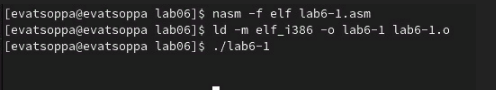 [evatsoppa@evatsoppa lab06]$ nasm -f elf lab6-1.asm
[evatsoppa@evatsoppa lab06]$ ld -m elf_i386 -o lab6-1 lab6-1.o
[evatsoppa@evatsoppa lab06]$ ./lab6-1